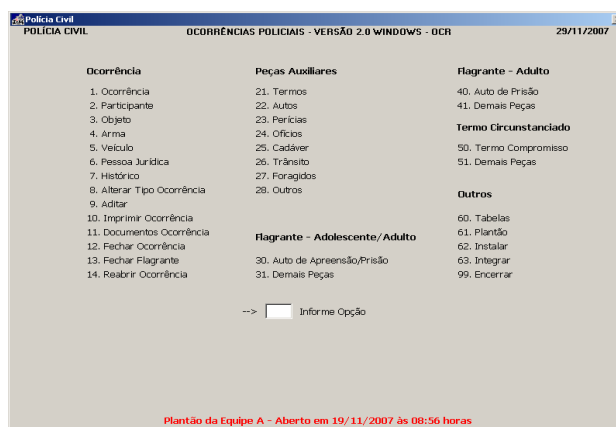 Polícia Civil
POLÍCIA CIVIL OCORRÊNCIAS POLICIAIS - VERSÃO 2.0 WINDOWS - OCR 29/11/2007
Ocorrência
1. Ocorrência
2. Participante
3. Objeto
4. Arma
5. Veículo
6. Pessoa Jurídica
7. Histórico
8. Alterar Tipo Ocorrência
9. Aditar
10. Imprimir Ocorrência
11. Documentos Ocorrência
12. Fechar Ocorrência
13. Fechar Flagrante
14. Reabrir Ocorrência
Peças Auxiliares
21. Termos
22. Autos
23. Perícias
24. Ofícios
25. Cadáver
26. Trânsito
27. Foragidos
28. Outros
Flagrante - Adolescente/Adulto
30. Auto de Apreensão/Prisão
31. Demais Peças
Flagrante - Adulto
40. Auto de Prisão
41. Demais Peças
Termo Circunstanciado
50. Termo Compromisso
51. Demais Peças
Outros
60. Tabelas
61. Plantão
62. Instalar
63. Integrar
99. Encerrar
--> Informe Opção
Plantão da Equipe A - Aberto em 19/11/2007 às 08:56 horas